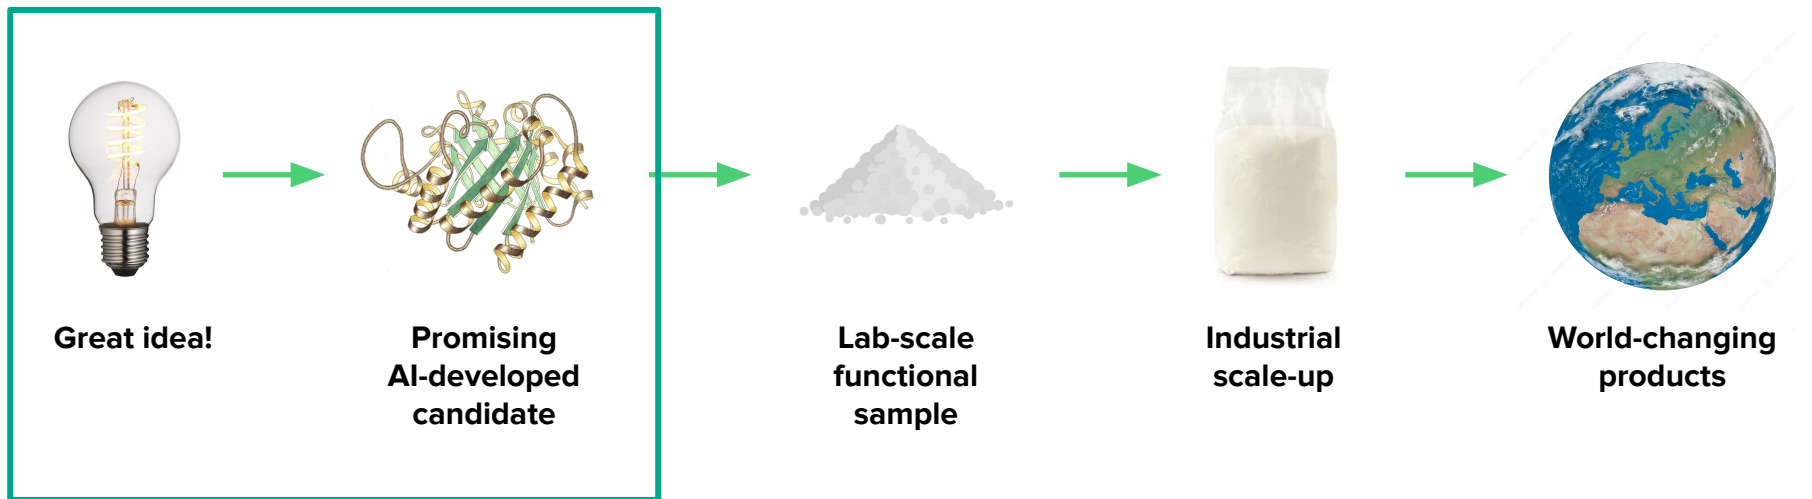 Great idea!
Promising
AI-developed
candidate
Lab-scale
functional
sample
Industrial
scale-up
World-changing
products